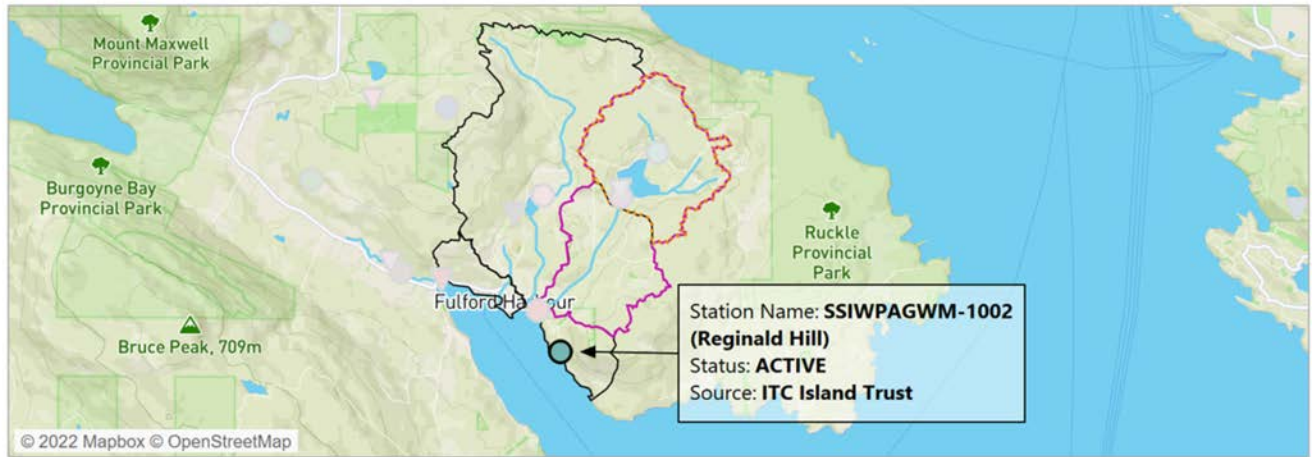 Mount Maxwell
Provincial Park
Burgoyne Bay
Provincial Park
Ruckle
Provincial
Park
Fulford Harbour
Bruce Peak, 709m
Station Name: SSIWPAGWM-1002
(Reginald Hill)
Status: ACTIVE
Source: ITC Island Trust
© 2022 Mapbox © OpenStreetMap